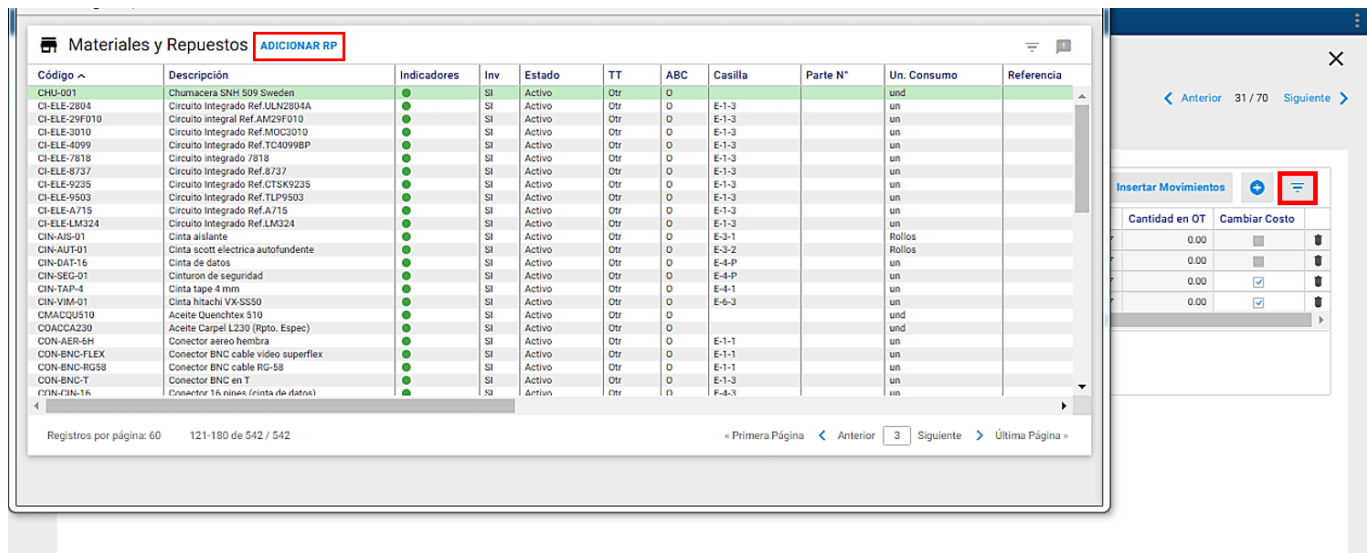 Materiales y Repuestos ADICIONAR RP
Código Descripción Indicadores Inv Estado TT ABC Casilla Parte N° Un. Consumo Referencia
CHU-001 Chumacera SNH 509 Sweden SI Activo Otr O und
CI-ELE-2804 Circuito Integrado Ref.ULN2804A SI Activo Otr O E-1-3 un
CI-ELE-29F010 Circuito integral Ref.AM29F010 SI Activo Otr O E-1-3 un
CI-ELE-3010 Circuito Integrado Ref.MOC3010 SI Activo Otr O E-1-3 un
CI-ELE-4099 Circuito Integrado Ref.TC4099BP SI Activo Otr O E-1-3 un
CI-ELE-7818 Circuito integrado 7818 SI Activo Otr O E-1-3 un
CI-ELE-8737 Circuito Integrado Ref.8737 SI Activo Otr O E-1-3 un
CI-ELE-9235 Circuito Integrado Ref.CTSK9235 SI Activo Otr O E-1-3 un
CI-ELE-9503 Circuito Integrado Ref.TLP9503 SI Activo Otr O E-1-3 un
CI-ELE-A715 Circuito Integrado Ref.A715 SI Activo Otr O E-1-3 un
CI-ELE-LM324 Circuito Integrado Ref.LM324 SI Activo Otr O E-1-3 un
CIN-AIS-01 Cinta aislante SI Activo Otr O E-3-1 Rollos
CIN-AUT-01 Cinta scott electrica autofundente SI Activo Otr O E-3-2 Rollos
CIN-DAT-16 Cinta de datos SI Activo Otr O E-4-P un
CIN-SEG-01 Cinturon de seguridad SI Activo Otr O E-4-P un
CIN-TAP-4 Cinta tape 4 mm SI Activo Otr O E-4-1 un
CIN-VIM-01 Cinta hitachi VX-SS50 SI Activo Otr O E-6-3 un
CMACQU510 Aceite Quenchtex 510 SI Activo Otr O und
COACCA230 Aceite Carpel L230 (Rpto. Espec) SI Activo Otr O und
CON-AER-6H Conector aereo hembra SI Activo Otr O E-1-1 un
CON-BNC-FLEX Conector BNC cable video superflex SI Activo Otr O E-1-1 un
CON-BNC-RG58 Conector BNC cable RG-58 SI Activo Otr O E-1-1 un
CON-BNC-T Conector BNC en T SI Activo Otr O E-1-3 un
CON-CIN-16 Conector 16 pines (cinta de datos) SI Activo Otr O E-4-3 un
Registros por página: 60 121-180 de 542 / 542 « Primera Página Anterior 3 Siguiente Última Página »
Anterior 31 / 70 Siguiente
Insertar Movimientos
Cantidad en OT Cambiar Costo
0.00
0.00
0.00
0.00